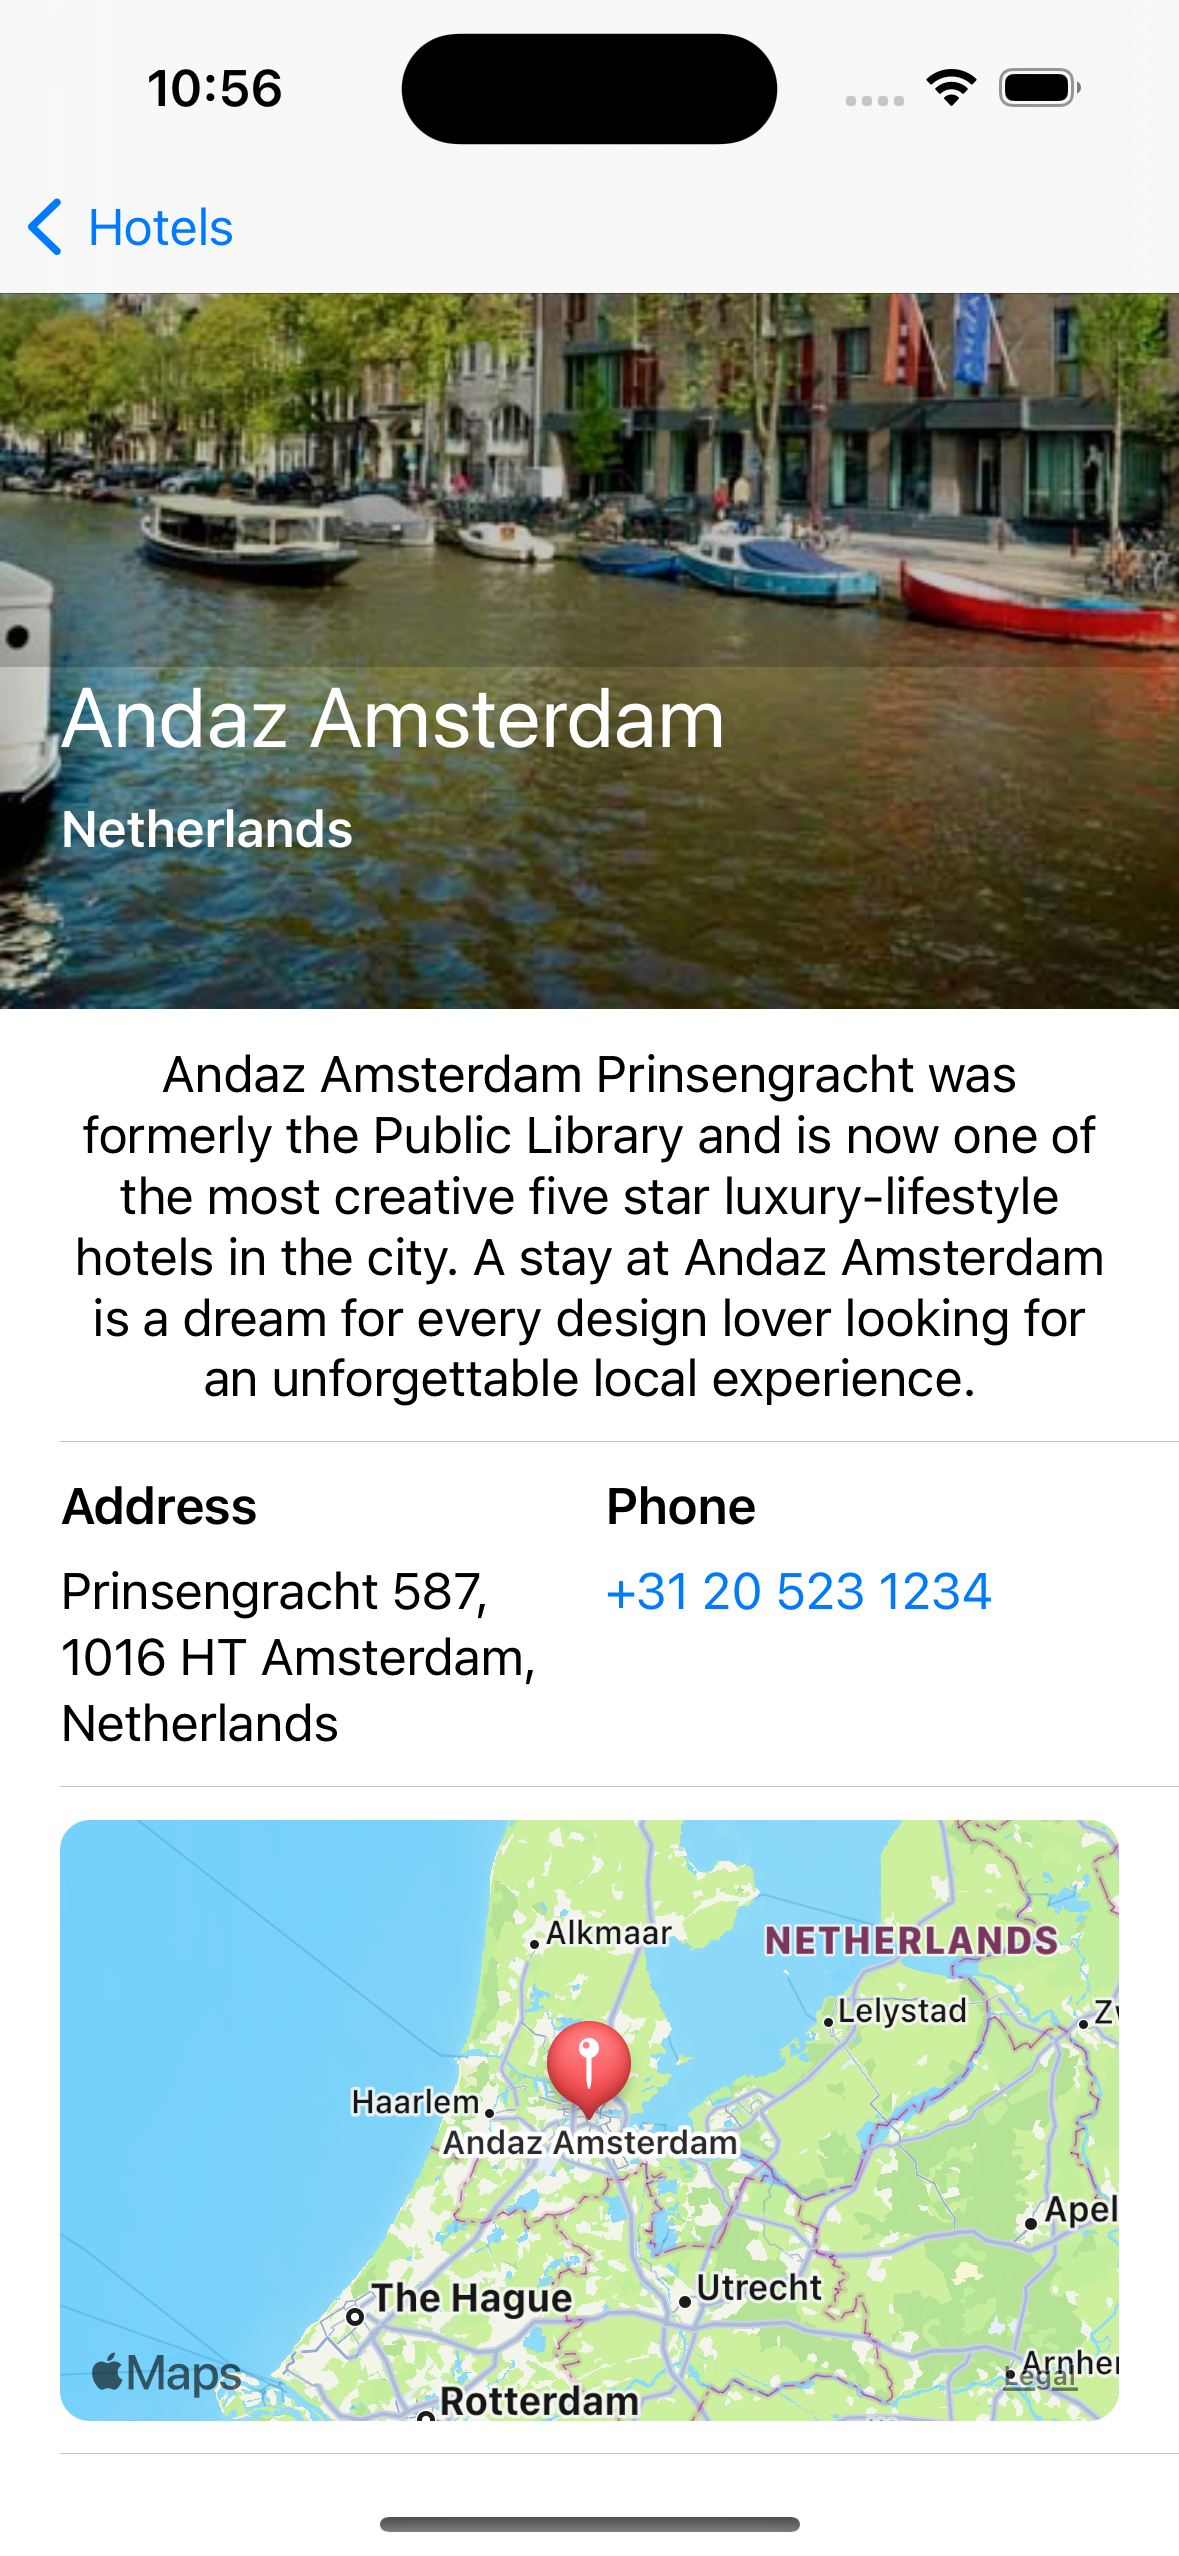 10:56
Hotels
Andaz Amsterdam
Netherlands
Andaz Amsterdam Prinsengracht was
formerly the Public Library and is now one of
the most creative five star luxury-lifestyle
hotels in the city. A stay at Andaz Amsterdam
is a dream for every design lover looking for
an unforgettable local experience.
Address
Phone
Prinsengracht 587,
1016 HT Amsterdam,
Netherlands
+31 20 523 1234
Alkmaar
NETHERLANDS
Lelystad
Zw
Haarlem
Andaz Amsterdam
Apel
The Hague
Utrecht
Maps
Arnhe
Legal
Rotterdam